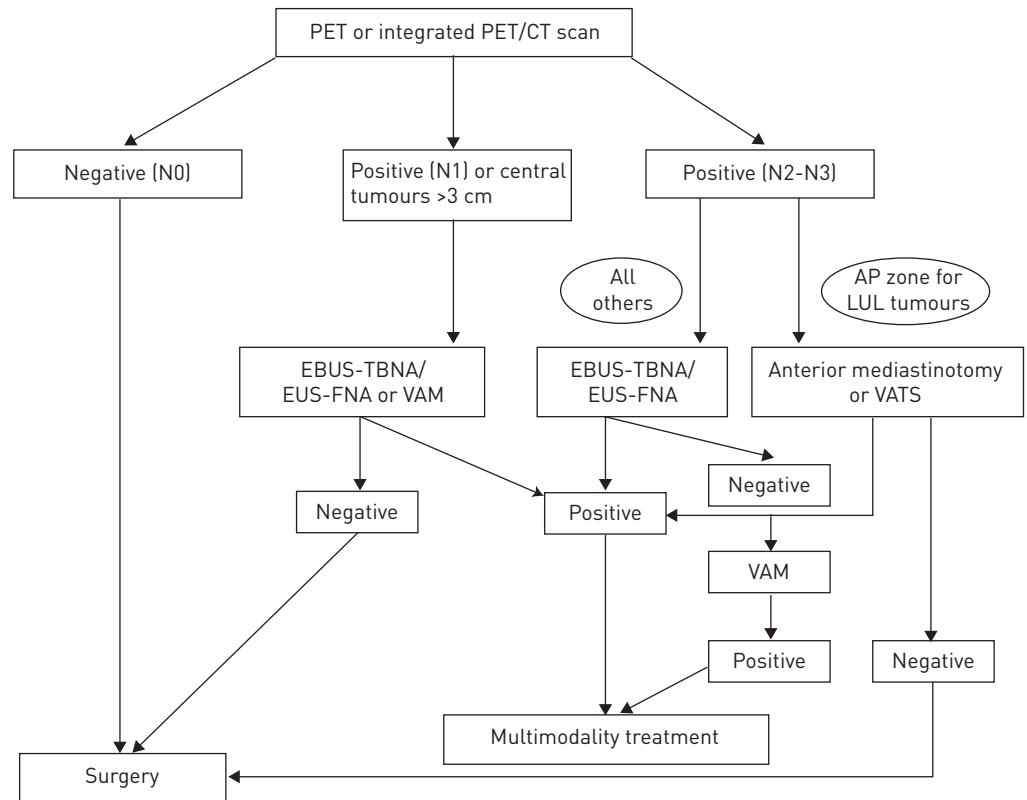 PET or integrated PET/CT scan
Negative (N0)
Positive (N1) or central
tumours >3 cm
Positive (N2-N3)
All
others
AP zone for
LUL tumours
EBUS-TBNA/
EUS-FNA or VAM
EBUS-TBNA/
EUS-FNA
Anterior mediastinotomy
or VATS
Negative
Negative
Positive
VAM
Positive
Negative
Multimodality treatment
Surgery